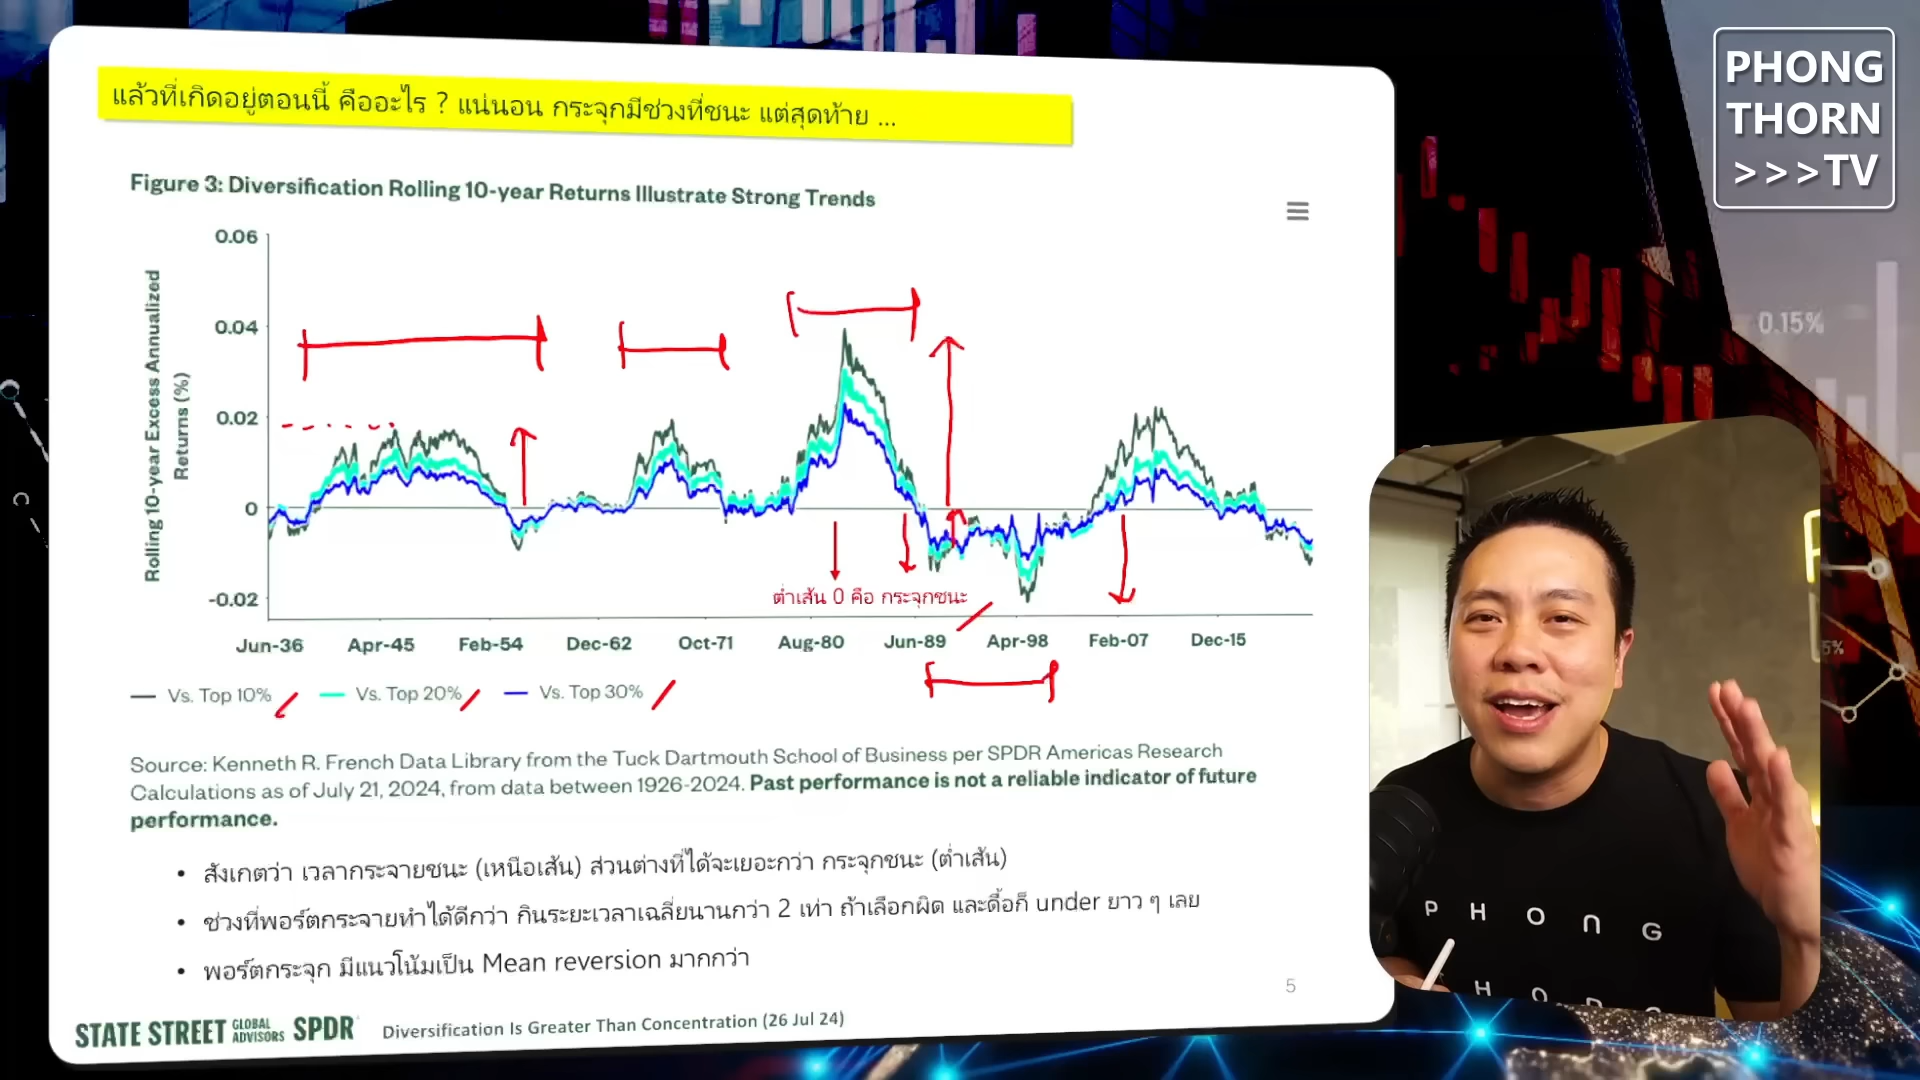 PHONG
THORN
>>>TV
แล้วที่เกิดอยู่ตอนนี้ คืออะไร ? แน่นอน กระจุกมีช่วงที่ชนะ แต่สุดท้าย ...
Figure 3: Diversification Rolling 10-year Returns Illustrate Strong Trends
Rolling 10-year Excess Annualized
Returns (%)
0.06
0.04
0.02
0
-0.02
ต่ำเส้น 0 คือ กระจุกชนะ
Jun-36 Apr-45 Feb-54 Dec-62 Oct-71 Aug-80 Jun-89 Apr-98 Feb-07 Dec-15
Vs. Top 10% Vs. Top 20% Vs. Top 30%
Source: Kenneth R. French Data Library from the Tuck Dartmouth School of Business per SPDR Americas Research
Calculations as of July 21, 2024, from data between 1926-2024. Past performance is not a reliable indicator of future
performance.
• สังเกตว่า เวลากระจายชนะ (เหนือเส้น) ส่วนต่างที่ได้จะเยอะกว่า กระจุกชนะ (ต่ำเส้น)
• ช่วงที่พอร์ตกระจายทำได้ดีกว่า กินระยะเวลาเฉลี่ยนานกว่า 2 เท่า ถ้าเลือกผิด และดื้อก็ under ยาว ๆ เลย
• พอร์ตกระจุก มีแนวโน้มเป็น Mean reversion มากกว่า
5
STATE STREET GLOBAL ADVISORS SPDR
Diversification Is Greater Than Concentration (26 Jul 24)
0.15%
5%
P H O N G